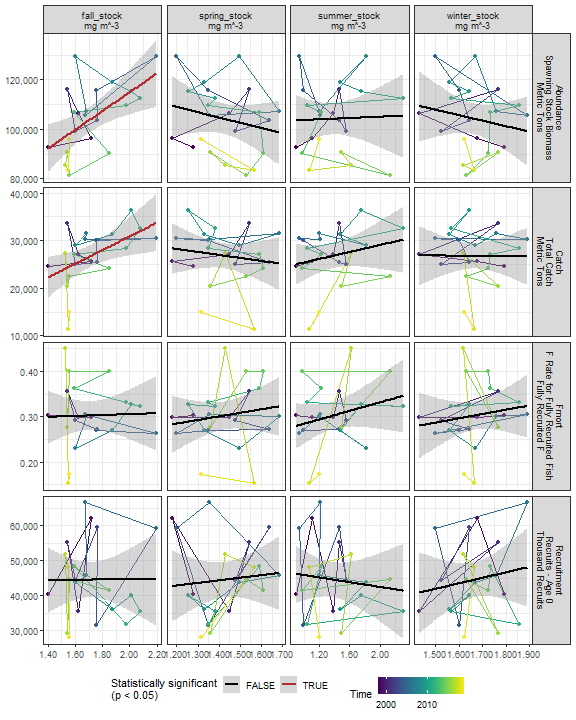 fall_stock
mg m^-3
spring_stock
mg m^-3
summer_stock
mg m^-3
winter_stock
mg m^-3
120,000
100,000
80,000
Abundance
Spawning Stock Biomass
Metric Tons
40,000
30,000
20,000
10,000
Catch
Total Catch
Metric Tons
0.40
0.30
0.20
Fmort
F Rate for Fully Recruited Fish
Fully Recruited F
60,000
50,000
40,000
30,000
Recruitment
Recruits - Age 0
Thousand Recruits
1.40 1.60 1.80 2.00 2.20
1.200 1.300 1.400 1.500 1.600 1.700
1.20 1.60 2.00
1.500 1.600 1.700 1.800 1.900
Statistically significant
(p < 0.05)
FALSE
TRUE
Time
2000
2010